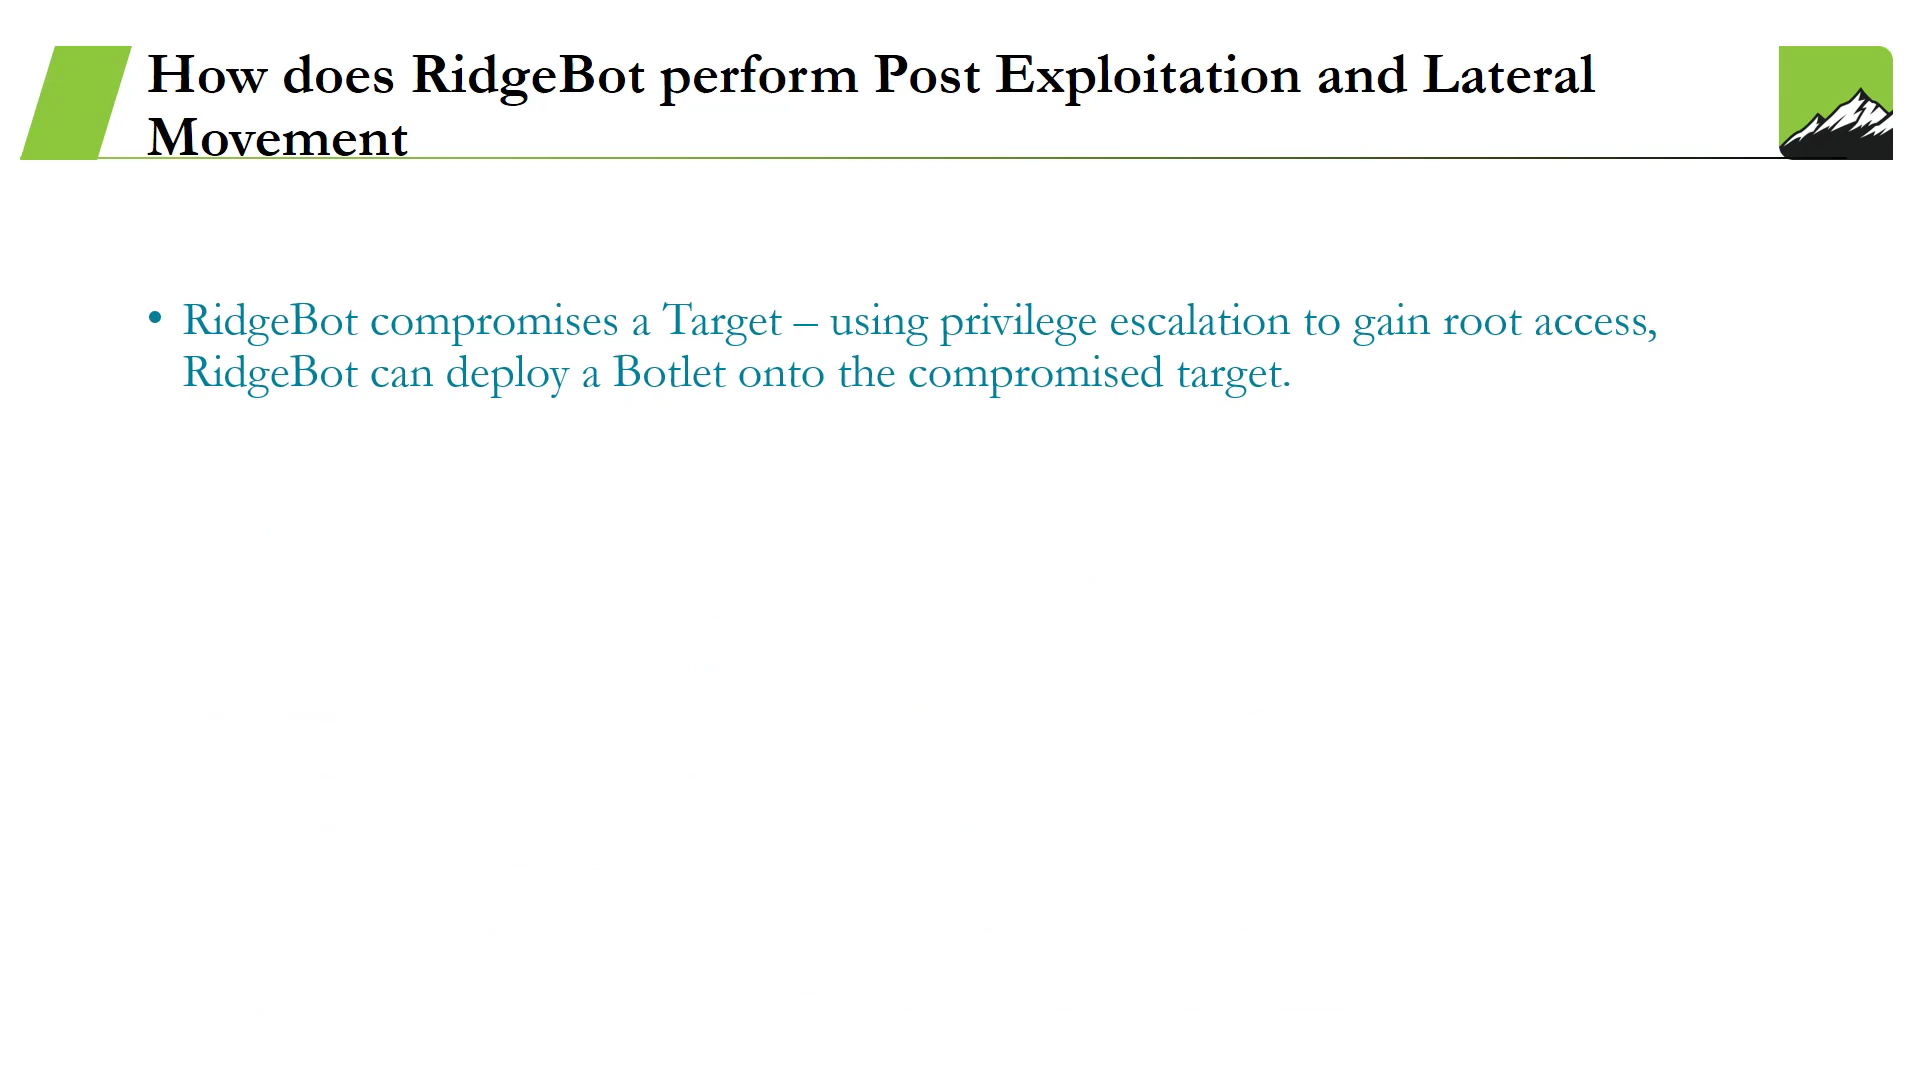 How does RidgeBot perform Post Exploitation and Lateral
Movement
• RidgeBot compromises a Target – using privilege escalation to gain root access,
RidgeBot can deploy a Botlet onto the compromised target.